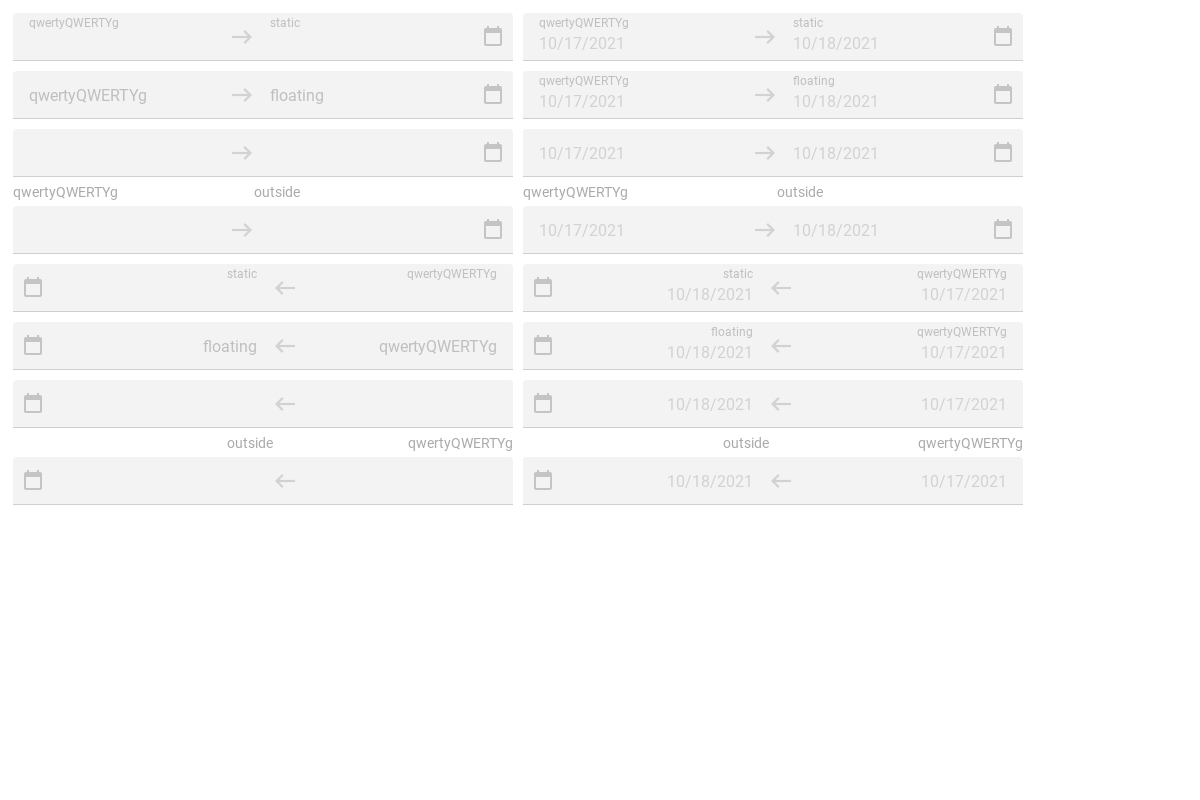 qwertyQWERTYg static qwertyQWERTYg static
10/17/2021 10/18/2021
qwertyQWERTYg floating qwertyQWERTYg floating
10/17/2021 10/18/2021
10/17/2021 10/18/2021
qwertyQWERTYg outside qwertyQWERTYg outside
10/17/2021 10/18/2021
static qwertyQWERTYg static qwertyQWERTYg
10/18/2021 10/17/2021
floating qwertyQWERTYg floating qwertyQWERTYg
10/18/2021 10/17/2021
10/18/2021 10/17/2021
outside qwertyQWERTYg outside qwertyQWERTYg
10/18/2021 10/17/2021